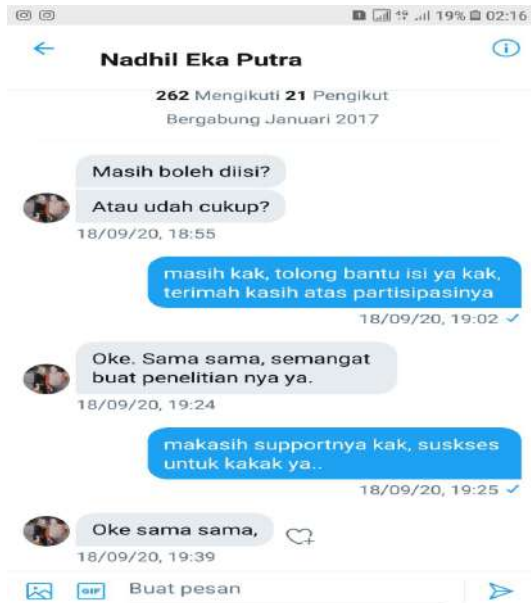 19% 02:16
Nadhil Eka Putra
262 Mengikuti 21 Pengikut
Bergabung Januari 2017
Masih boleh diisi?
Atau udah cukup?
18/09/20, 18:55
masih kak, tolong bantu isi ya kak,
terimah kasih atas partisipasinya
18/09/20, 19:02
Oke. Sama sama, semangat
buat penelitian nya ya.
18/09/20, 19:24
makasih supportnya kak, suskses
untuk kakak ya..
18/09/20, 19:25
Oke sama sama,
18/09/20, 19:39
GIF Buat pesan